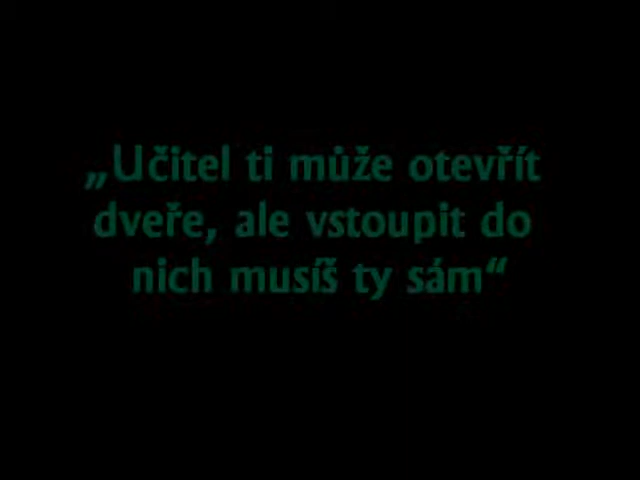 „Učitel ti může otevřít
dveře, ale vstoupit do
nich musíš ty sám“